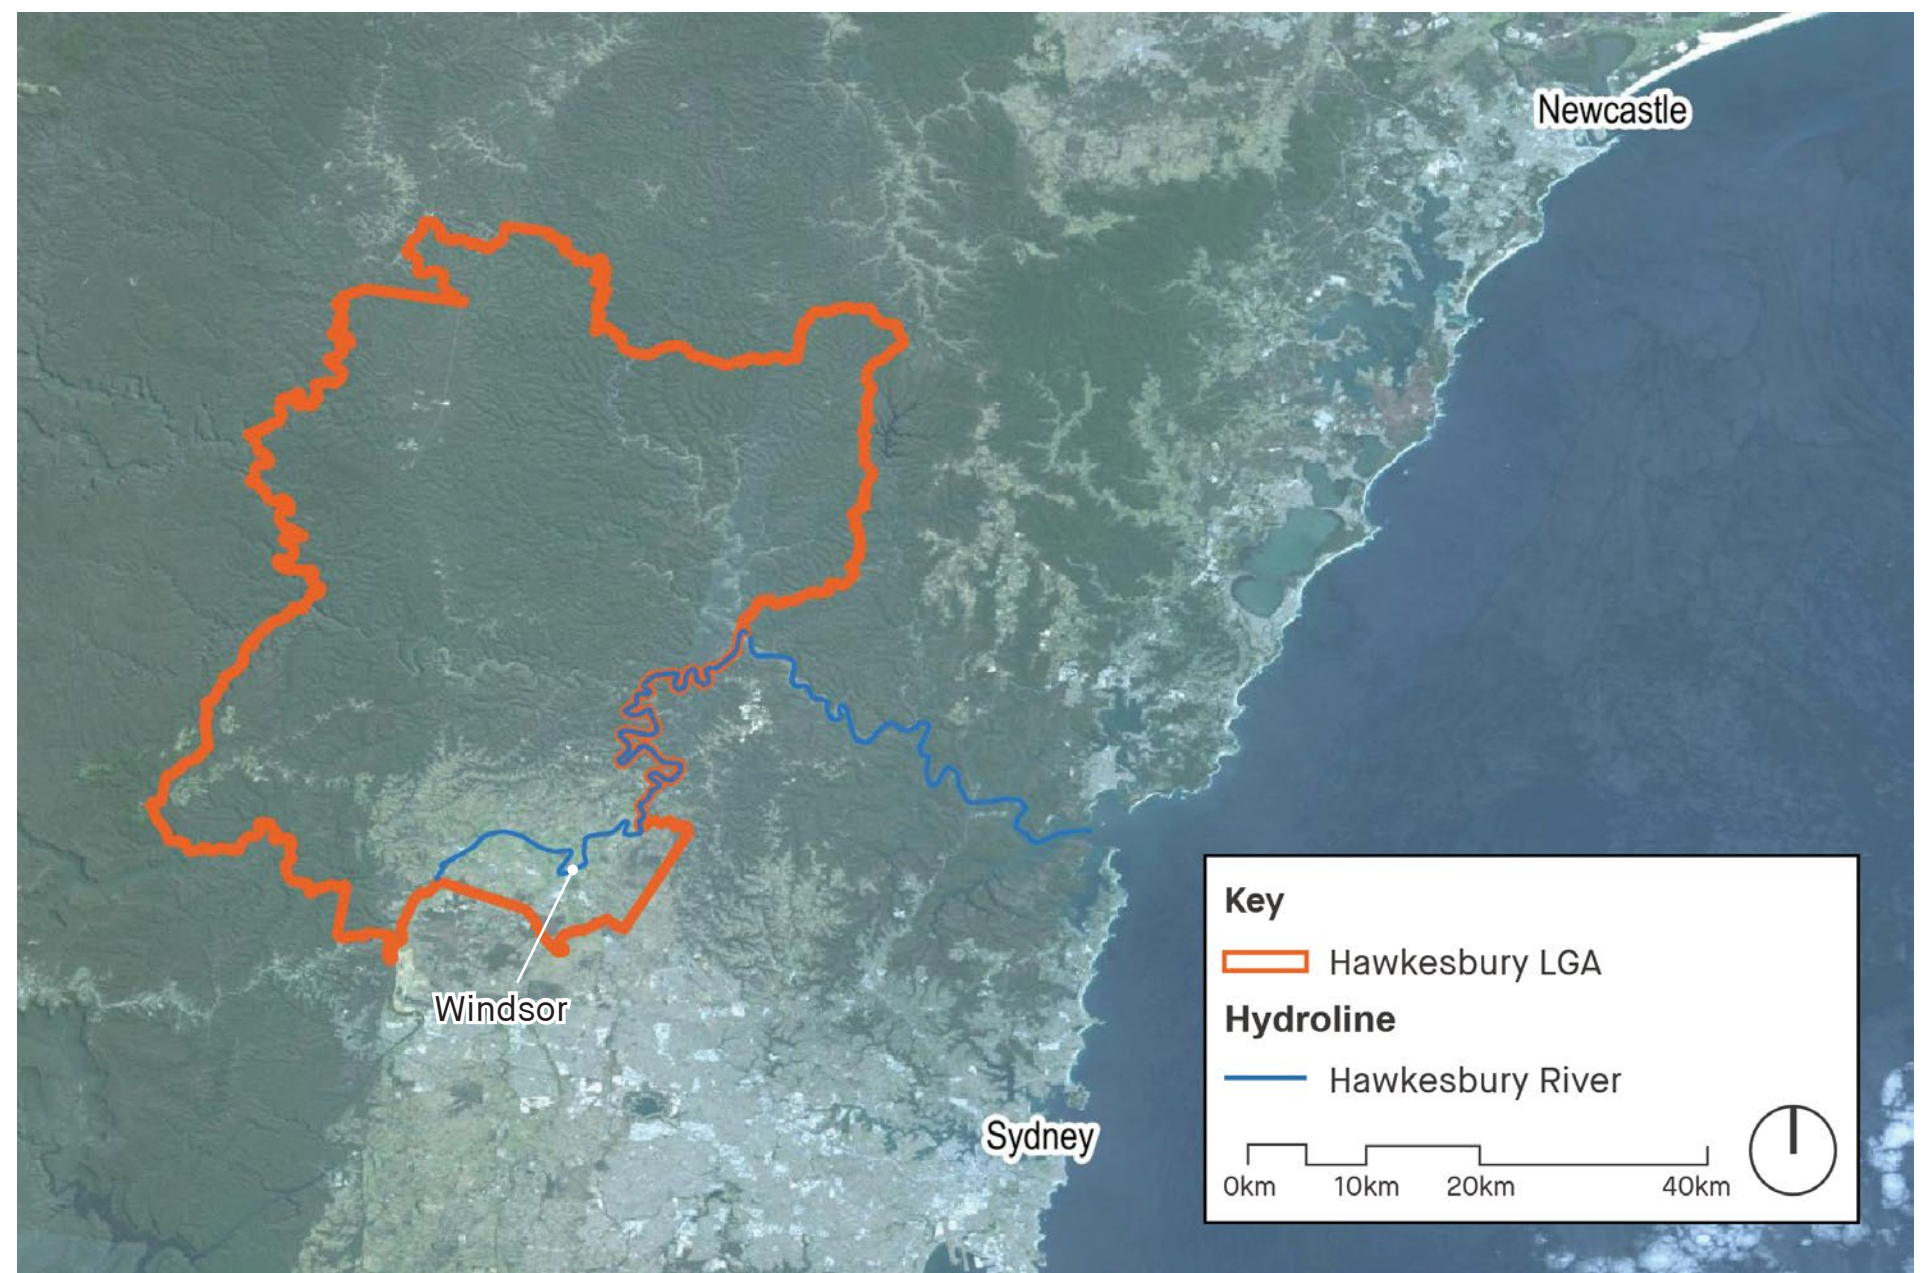 Newcastle
Windsor
Sydney
Key
Hawkesbury LGA
Hydroline
Hawkesbury River
0km 10km 20km 40km